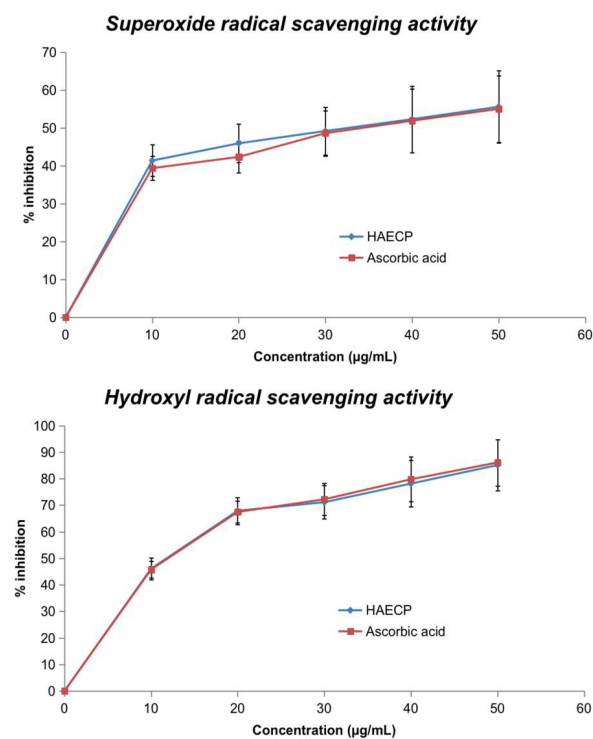 Superoxide radical scavenging activity
70
60
50
40
30
20
10
0
% inhibition
HAECP
Ascorbic acid
0 10 20 30 40 50 60
Concentration (µg/mL)
Hydroxyl radical scavenging activity
100
90
80
70
60
50
40
30
20
10
0
% inhibition
HAECP
Ascorbic acid
0 10 20 30 40 50 60
Concentration (µg/mL)